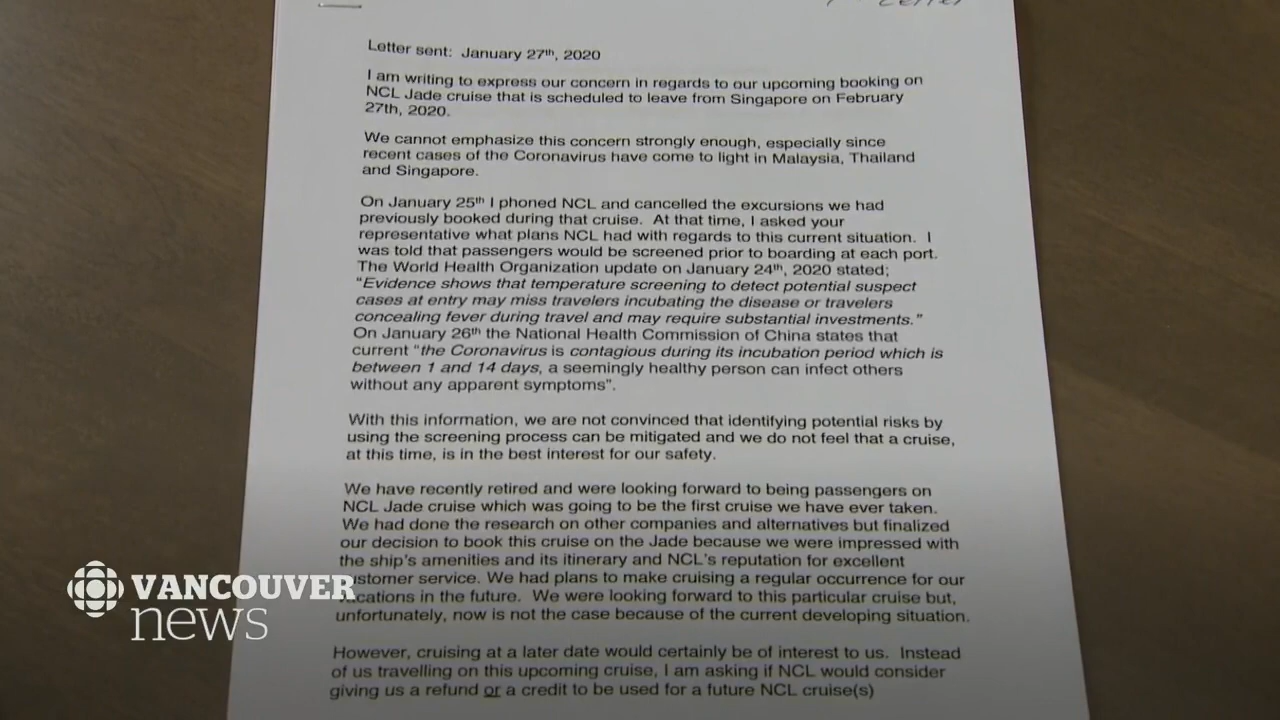 Letter
Letter sent: January 27th, 2020
I am writing to express our concern in regards to our upcoming booking on
NCL Jade cruise that is scheduled to leave from Singapore on February
27th, 2020.
We cannot emphasize this concern strongly enough, especially since
recent cases of the Coronavirus have come to light in Malaysia, Thailand
and Singapore.
On January 25th I phoned NCL and cancelled the excursions we had
previously booked during that cruise. At that time, I asked your
representative what plans NCL had with regards to this current situation. I
was told that passengers would be screened prior to boarding at each port.
The World Health Organization update on January 24th, 2020 stated;
"Evidence shows that temperature screening to detect potential suspect
cases at entry may miss travelers incubating the disease or travelers
concealing fever during travel and may require substantial investments."
On January 26th the National Health Commission of China states that
current "the Coronavirus is contagious during its incubation period which is
between 1 and 14 days, a seemingly healthy person can infect others
without any apparent symptoms".
With this information, we are not convinced that identifying potential risks by
using the screening process can be mitigated and we do not feel that a cruise,
at this time, is in the best interest for our safety.
We have recently retired and were looking forward to being passengers on
NCL Jade cruise which was going to be the first cruise we have ever taken.
We had done the research on other companies and alternatives but finalized
our decision to book this cruise on the Jade because we were impressed with
the ship's amenities and its itinerary and NCL's reputation for excellent
customer service. We had plans to make cruising a regular occurrence for our
vacations in the future. We were looking forward to this particular cruise but,
unfortunately, now is not the case because of the current developing situation.
However, cruising at a later date would certainly be of interest to us. Instead
of us travelling on this upcoming cruise, I am asking if NCL would consider
giving us a refund or a credit to be used for a future NCL cruise(s)
VANCOUVER
news